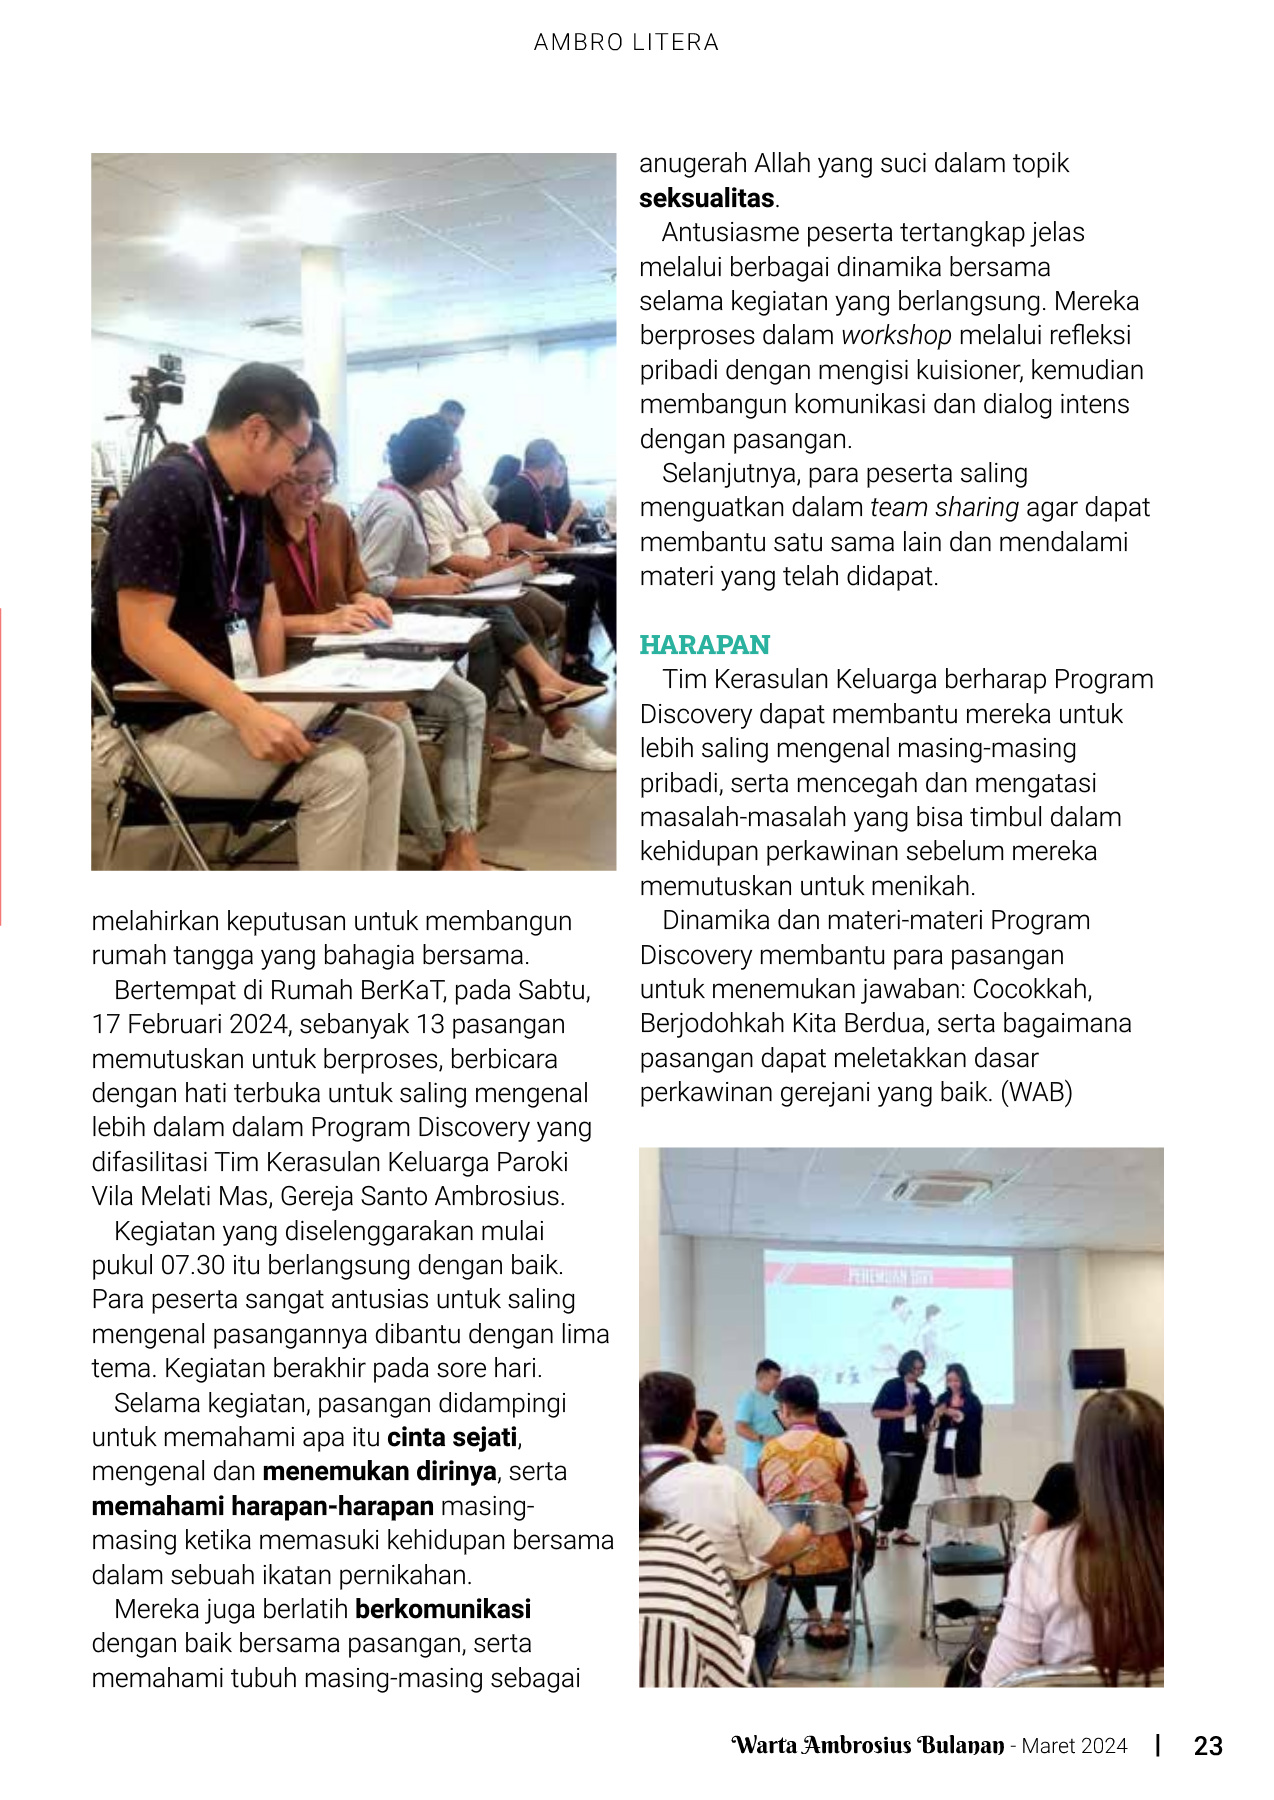 AMBRO LITERA
melahirkan keputusan untuk membangun
rumah tangga yang bahagia bersama.
Bertempat di Rumah BerKaT, pada Sabtu,
17 Februari 2024, sebanyak 13 pasangan
memutuskan untuk berproses, berbicara
dengan hati terbuka untuk saling mengenal
lebih dalam dalam Program Discovery yang
difasilitasi Tim Kerasulan Keluarga Paroki
Vila Melati Mas, Gereja Santo Ambrosius.
Kegiatan yang diselenggarakan mulai
pukul 07.30 itu berlangsung dengan baik.
Para peserta sangat antusias untuk saling
mengenal pasangannya dibantu dengan lima
tema. Kegiatan berakhir pada sore hari.
Selama kegiatan, pasangan didampingi
untuk memahami apa itu cinta sejati,
mengenal dan menemukan dirinya, serta
memahami harapan-harapan masing-
masing ketika memasuki kehidupan bersama
dalam sebuah ikatan pernikahan.
Mereka juga berlatih berkomunikasi
dengan baik bersama pasangan, serta
memahami tubuh masing-masing sebagai
anugerah Allah yang suci dalam topik
seksualitas.
Antusiasme peserta tertangkap jelas
melalui berbagai dinamika bersama
selama kegiatan yang berlangsung. Mereka
berproses dalam workshop melalui refleksi
pribadi dengan mengisi kuisioner, kemudian
membangun komunikasi dan dialog intens
dengan pasangan.
Selanjutnya, para peserta saling
menguatkan dalam team sharing agar dapat
membantu satu sama lain dan mendalami
materi yang telah didapat.
HARAPAN
Tim Kerasulan Keluarga berharap Program
Discovery dapat membantu mereka untuk
lebih saling mengenal masing-masing
pribadi, serta mencegah dan mengatasi
masalah-masalah yang bisa timbul dalam
kehidupan perkawinan sebelum mereka
memutuskan untuk menikah.
Dinamika dan materi-materi Program
Discovery membantu para pasangan
untuk menemukan jawaban: Cocokkah,
Berjodohkah Kita Berdua, serta bagaimana
pasangan dapat meletakkan dasar
perkawinan gerejani yang baik. (WAB)
Warta Ambrosius Bulanan - Maret 2024 | 23